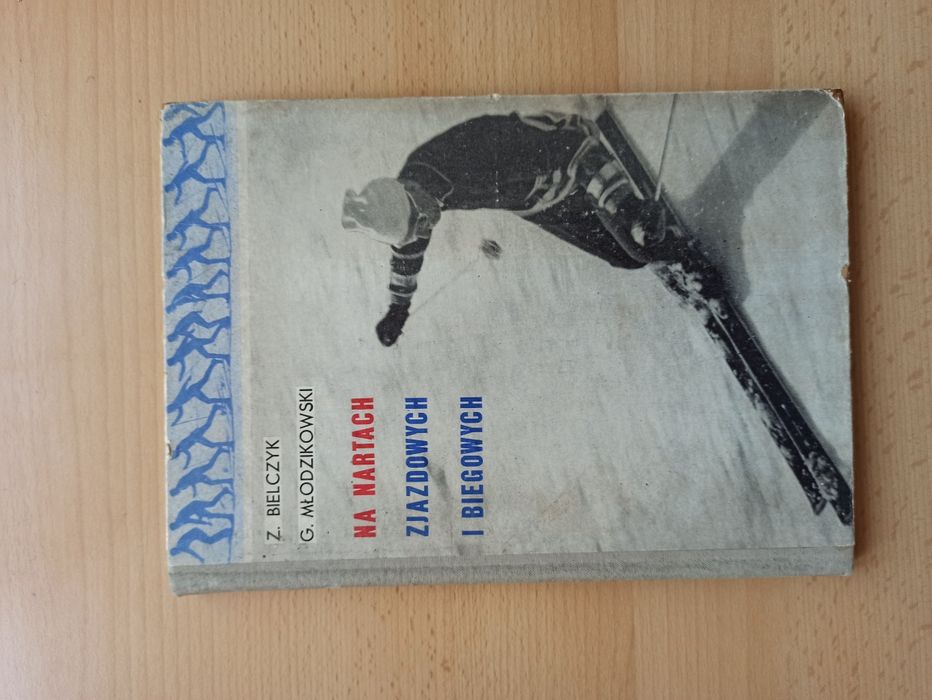 Z. BIELCZYK
G. MŁODZIKOWSKI
NA NARTACH
ZJAZDOWYCH
I BIEGOWYCH